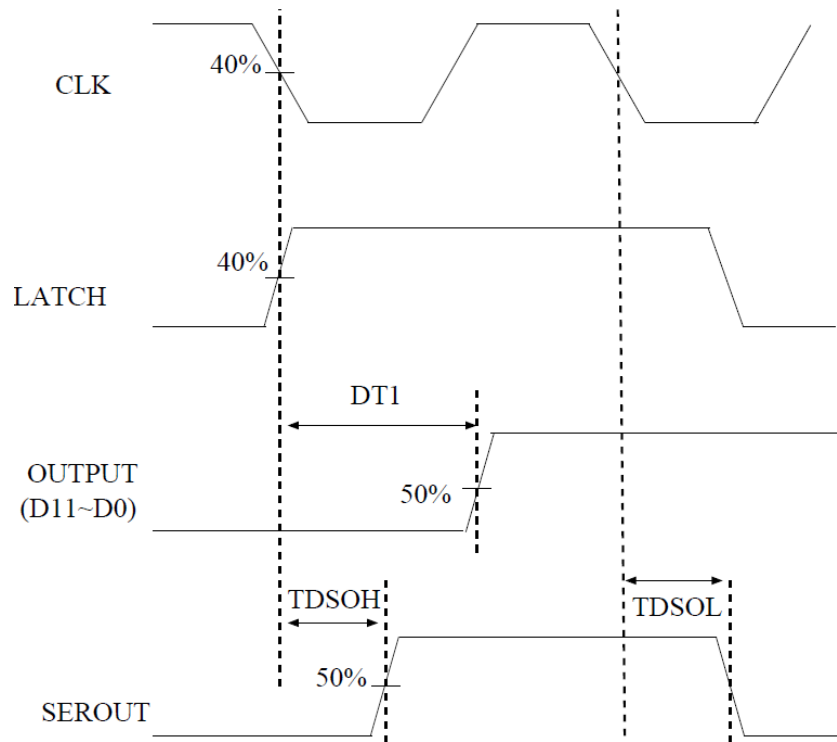 40%
CLK
40%
LATCH
DT1
OUTPUT
(D11~D0)
50%
TDSOH
TDSOL
50%
SEROUT